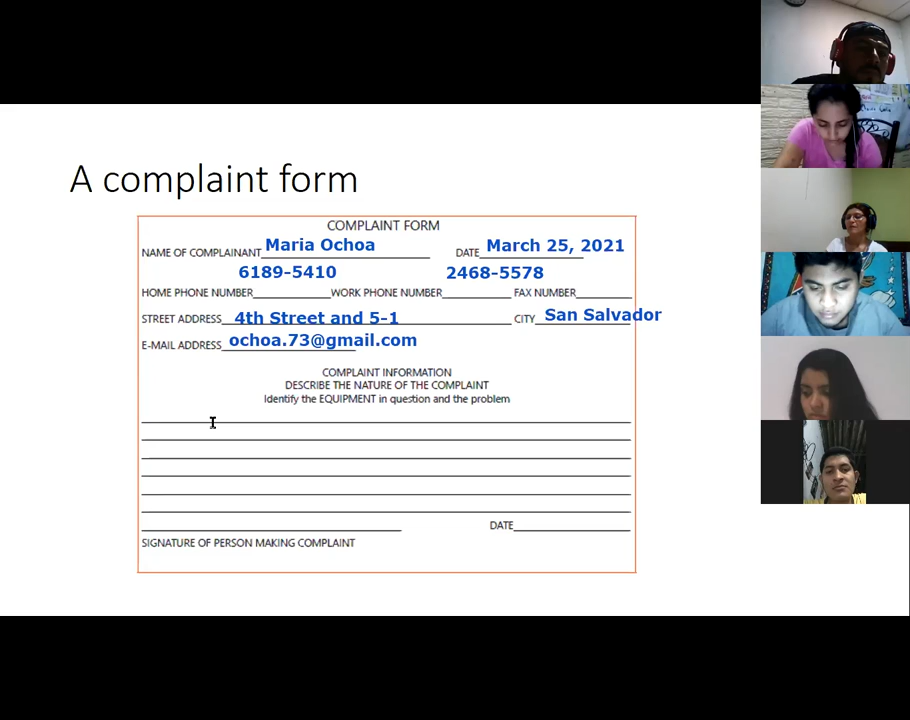 A complaint form
COMPLAINT FORM
NAME OF COMPLAINANT Maria Ochoa DATE March 25, 2021
6189-5410 2468-5578
HOME PHONE NUMBER WORK PHONE NUMBER FAX NUMBER
STREET ADDRESS 4th Street and 5-1 CITY San Salvador
E-MAIL ADDRESS ochoa.73@gmail.com
COMPLAINT INFORMATION
DESCRIBE THE NATURE OF THE COMPLAINT
Identify the EQUIPMENT in question and the problem
DATE
SIGNATURE OF PERSON MAKING COMPLAINT